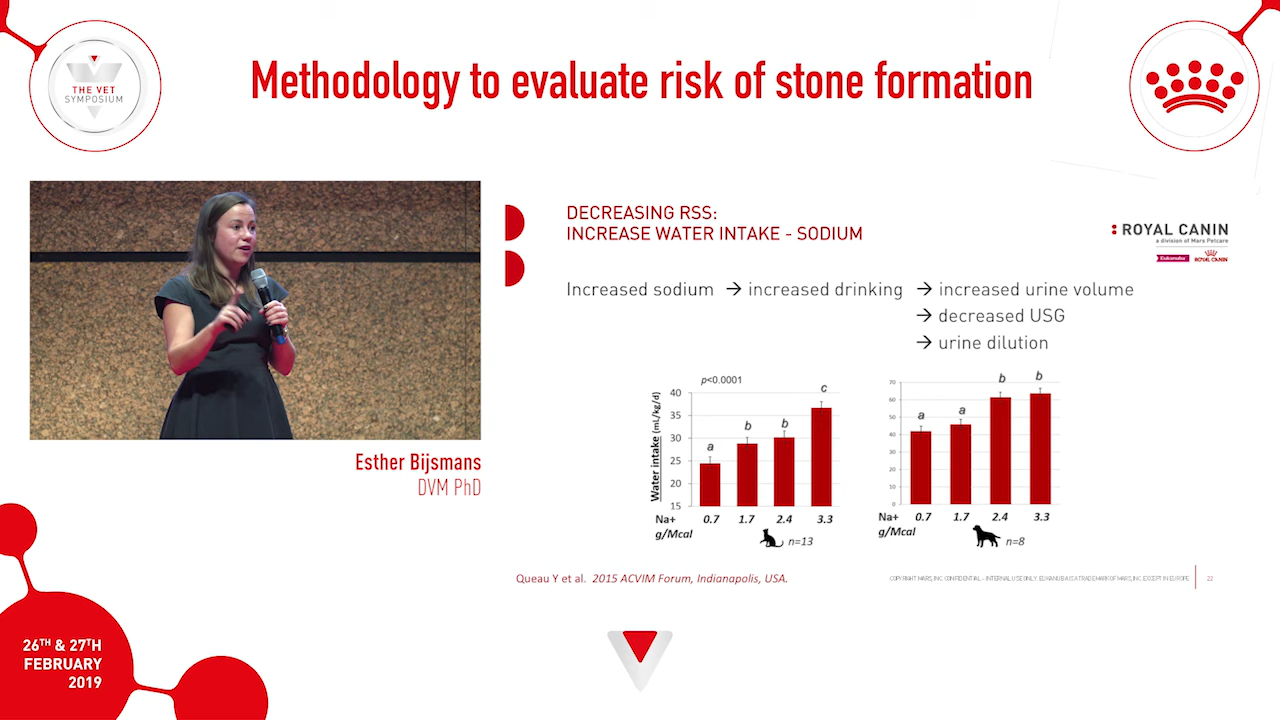 THE VET
SYMPOSIUM
Methodology to evaluate risk of stone formation
DECREASING RSS:
INCREASE WATER INTAKE - SODIUM
ROYAL CANIN
a division of Mars Petcare
Eukanuba
ROYAL CANIN
Increased sodium → increased drinking → increased urine volume
→ decreased USG
→ urine dilution
p<0.0001
Water intake (mL/kg/d)
40
35
30
25
20
15
a
b
b
c
Na+ 0.7 1.7 2.4 3.3
g/Mcal
n=13
70
60
50
40
30
20
10
0
a
a
b
b
Na+ 0.7 1.7 2.4 3.3
g/Mcal
n=8
Esther Bijsmans
DVM PhD
Queau Y et al. 2015 ACVIM Forum, Indianapolis, USA.
COPYRIGHT MARS, INC. CONFIDENTIAL - INTERNAL USE ONLY. EUKANUBA IS A TRADEMARK OF MARS, INC. EXCEPT IN EUROPE
22
26TH & 27TH
FEBRUARY
2019